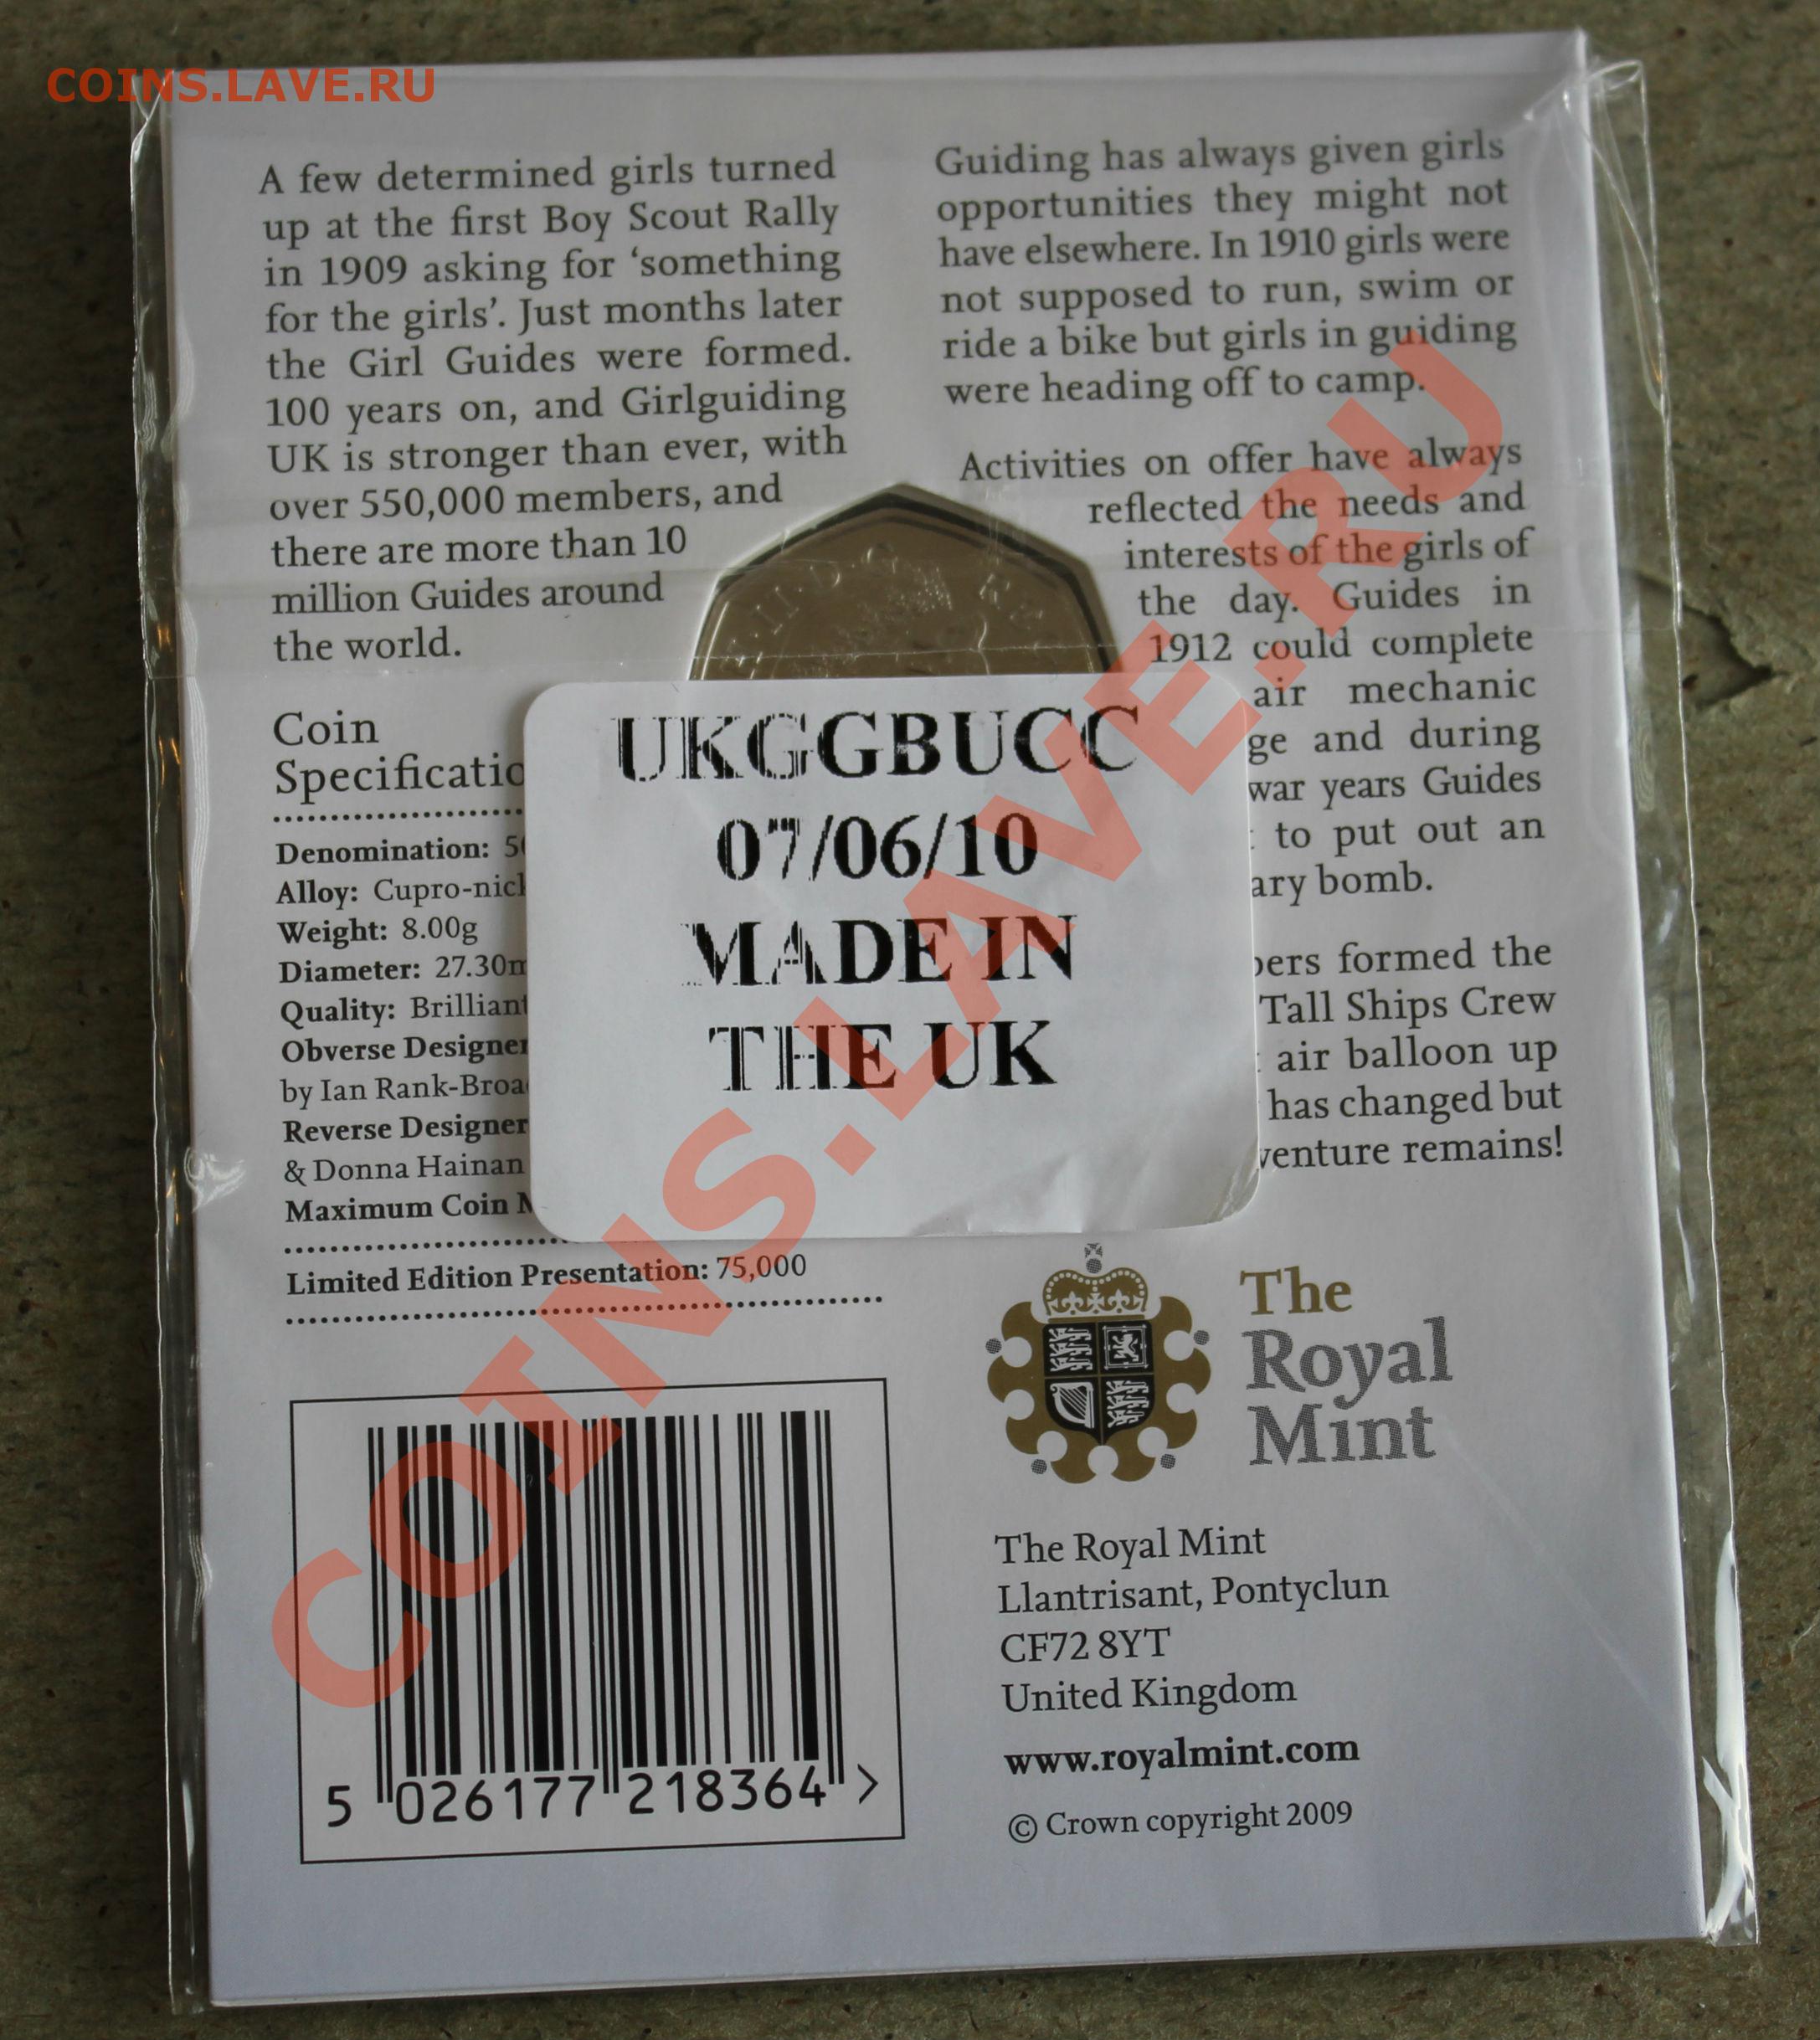 COINS.LAVE.RU
A few determined girls turned
up at the first Boy Scout Rally
in 1909 asking for ‘something
for the girls’. Just months later
the Girl Guides were formed.
100 years on, and Girlguiding
UK is stronger than ever, with
over 550,000 members, and
there are more than 10
million Guides around
the world.
Coin
Specificatio
Denomination: 5
Alloy: Cupro-nic
Weight: 8.00g
Diameter: 27.30m
Quality: Brilliant
Obverse Designer
by Ian Rank-Broa
Reverse Designer
& Donna Hainan
Maximum Coin M
Limited Edition Presentation: 75,000
5 026177 218364 >
Guiding has always given girls
opportunities they might not
have elsewhere. In 1910 girls were
not supposed to run, swim or
ride a bike but girls in guiding
were heading off to camp.
Activities on offer have always
reflected the needs and
interests of the girls of
the day. Guides in
1912 could complete
air mechanic
ge and during
war years Guides
to put out an
ary bomb.
bers formed the
Tall Ships Crew
air balloon up
has changed but
venture remains!
UKGGBUCC
07/06/10
MADE IN
THE UK
The
Royal
Mint
The Royal Mint
Llantrisant, Pontyclun
CF72 8YT
United Kingdom
www.royalmint.com
© Crown copyright 2009
COINS.LAVE.RU